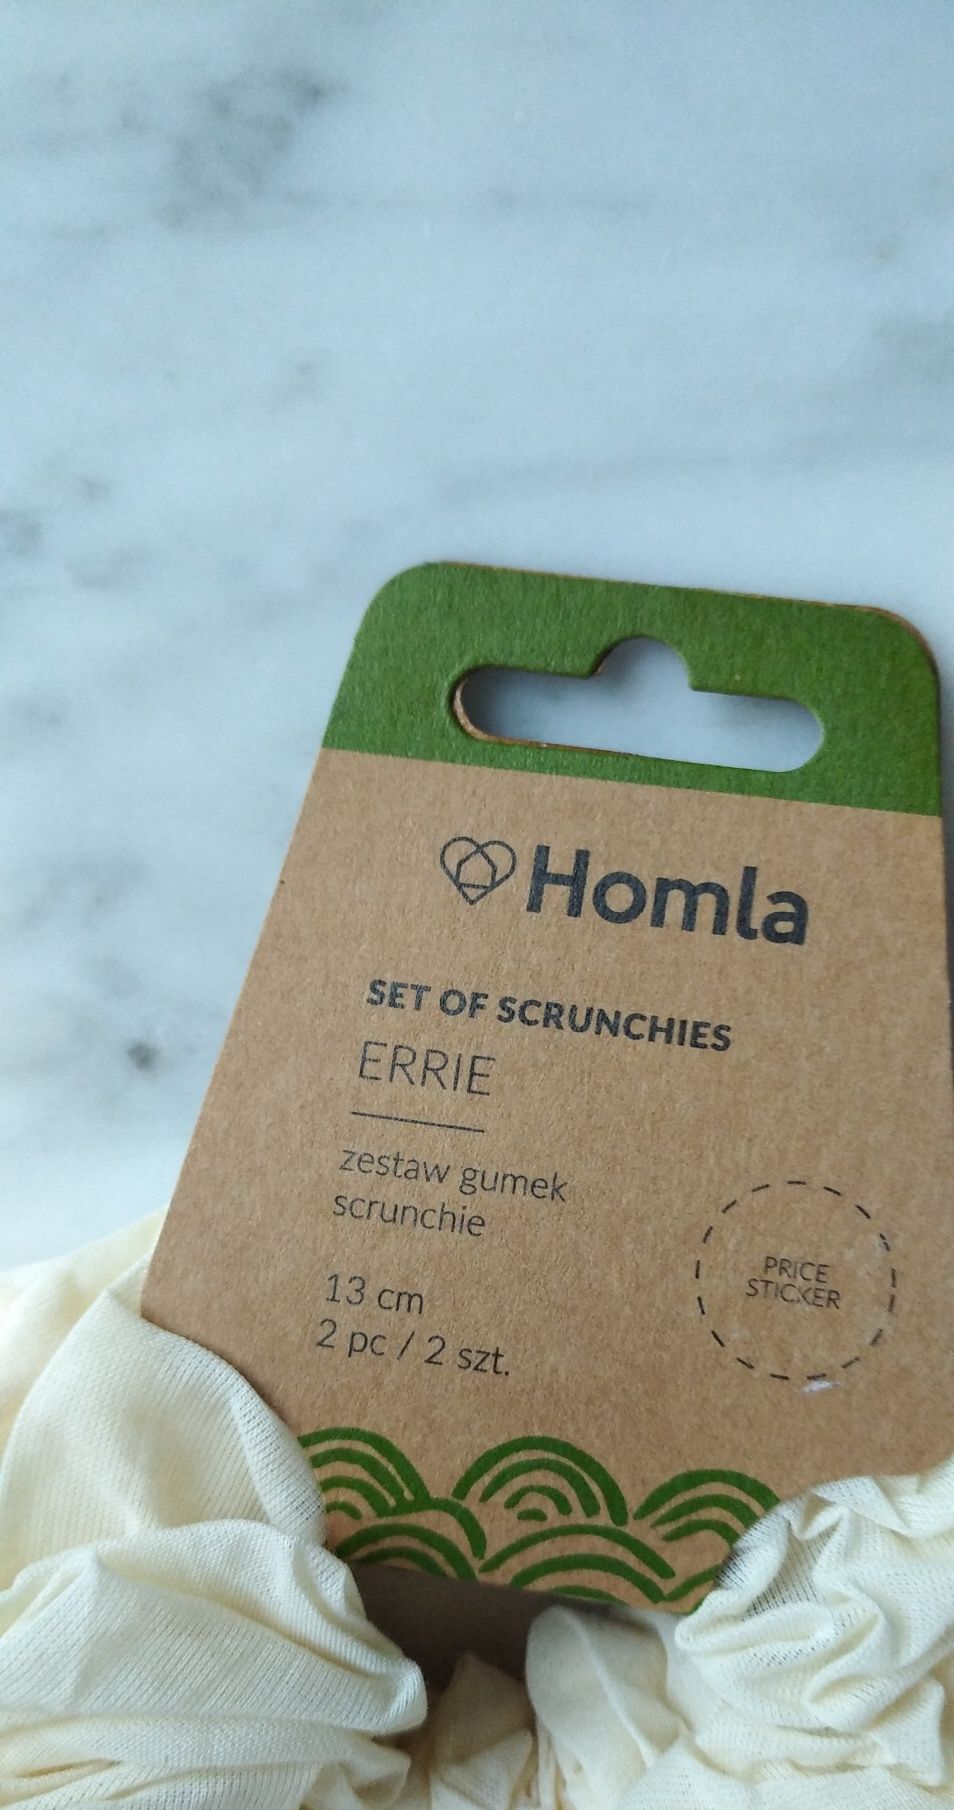 Homla
SET OF SCRUNCHIES
ERRIE
zestaw gumek
scrunchie
13 cm
2 pc / 2 szt.
PRICE
STICKER